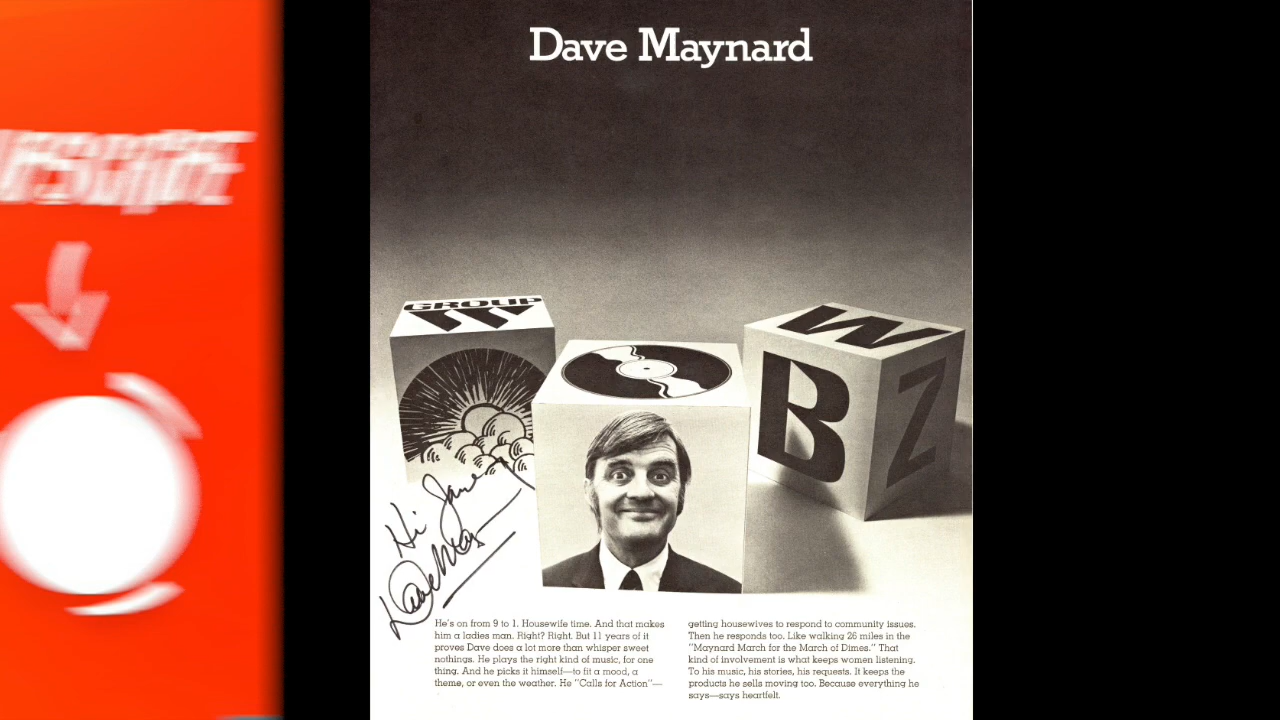 Dave Maynard
GROUP
W
B
Z
W
Hi Jane
Dave May
He's on from 9 to 1. Housewife time. And that makes
him a ladies man. Right? Right. But 11 years of it
proves Dave does a lot more than whisper sweet
nothings. He plays the right kind of music, for one
thing. And he picks it himself—to fit a mood, a
theme, or even the weather. He "Calls for Action"—
getting housewives to respond to community issues.
Then he responds too. Like walking 26 miles in the
"Maynard March for the March of Dimes." That
kind of involvement is what keeps women listening.
To his music, his stories, his requests. It keeps the
products he sells moving too. Because everything he
says—says heartfelt.